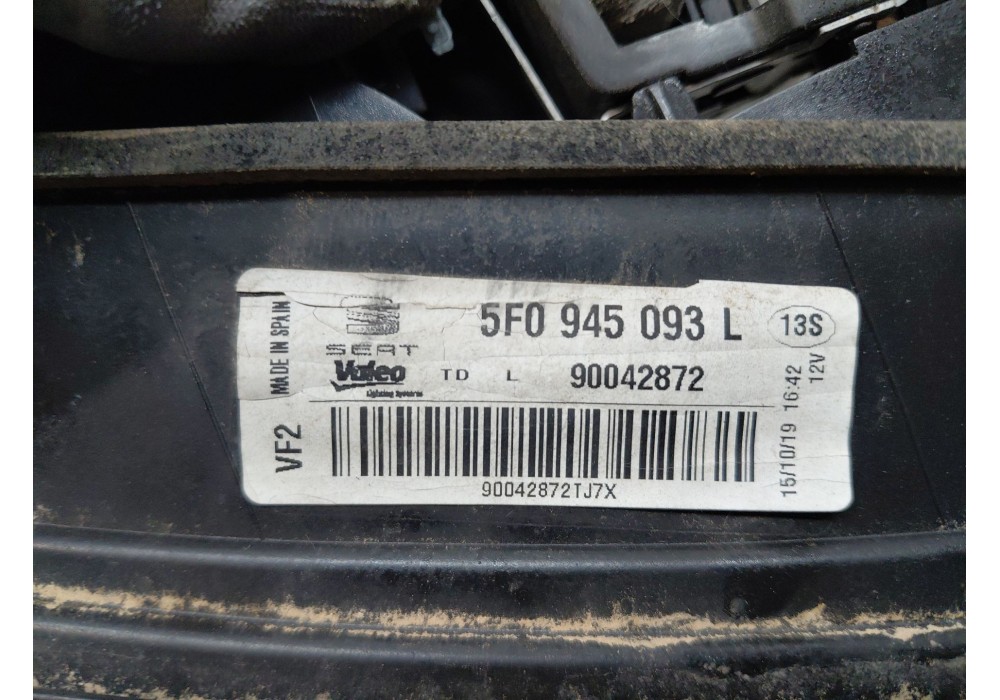 MADE IN SPAIN
SEAT
5F0 945 093 L
13S
Valeo TD L 90042872
Lighting Systems
VF2
90042872TJ7X
15/10/19 16:42
12V